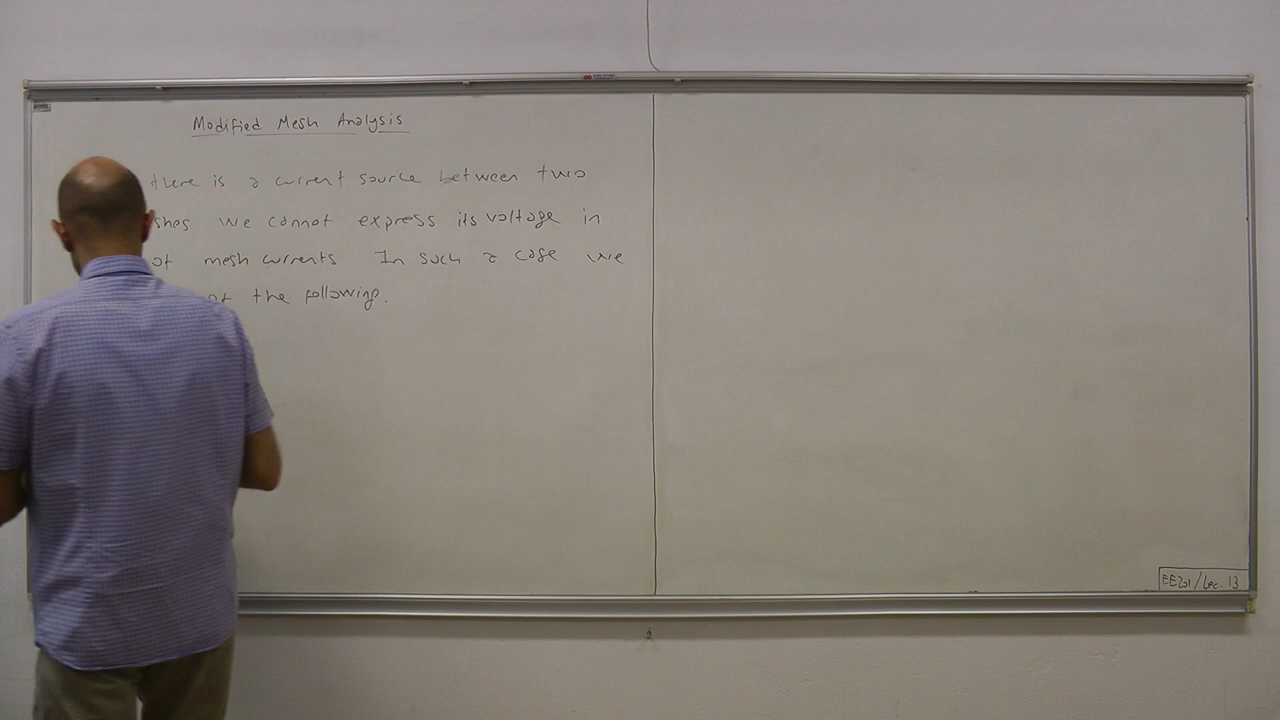 Modified Mesh Analysis
there is a current source between two
shes we cannot express its voltage in
of mesh currents. In such a case we
of the following.
EE201/Lec. 13